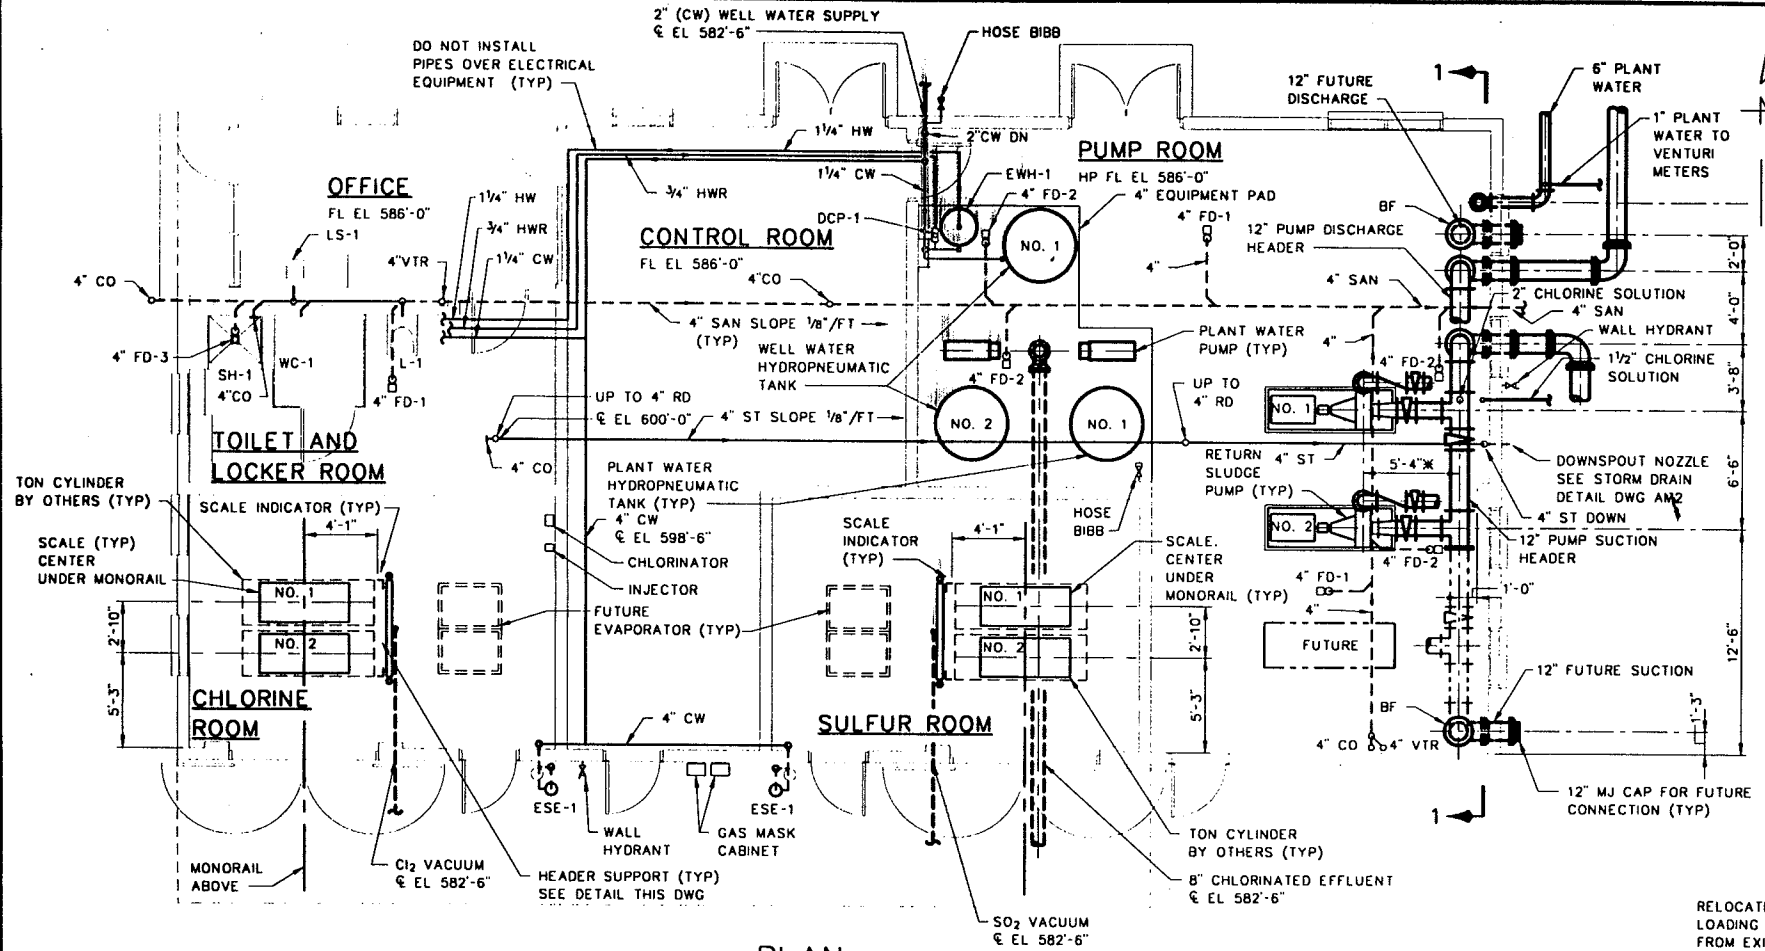 2" (CW) WELL WATER SUPPLY
℄ EL 582'-6"
HOSE BIBB
DO NOT INSTALL
PIPES OVER ELECTRICAL
EQUIPMENT (TYP)
12" FUTURE
DISCHARGE
1
6" PLANT
WATER
1" PLANT
WATER TO
VENTURI
METERS
1¼" HW
2"CW DN
PUMP ROOM
HP FL EL 586'-0"
OFFICE
FL EL 586'-0"
LS-1
1¼" HW
¾" HWR
1¼" CW
¾" HWR
1¼" CW
EWH-1
4" FD-2
4" EQUIPMENT PAD
4" FD-1
BF
DCP-1
CONTROL ROOM
FL EL 586'-0"
NO. 1
12" PUMP DISCHARGE
HEADER
4" CO
4"VTR
4"CO
4"
4" SAN
2'-0"
2" CHLORINE SOLUTION
4" SAN
4'-0"
4" SAN SLOPE ⅛"/FT
(TYP)
WALL HYDRANT
4" FD-3
SH-1
WC-1
L-1
4"CO
4" FD-1
WELL WATER
HYDROPNEUMATIC
TANK
4" FD-2
PLANT WATER
PUMP (TYP)
4"
4" FD-2
1½" CHLORINE
SOLUTION
3'-8"
UP TO 4" RD
℄ EL 600'-0"
4" ST SLOPE ⅛"/FT
UP TO
4" RD
NO. 1
NO. 2
NO. 1
TOILET AND
LOCKER ROOM
4" CO
PLANT WATER
HYDROPNEUMATIC
TANK (TYP)
RETURN
SLUDGE
PUMP (TYP)
4" ST
5'-4"*
DOWNSPOUT NOZZLE
SEE STORM DRAIN
DETAIL DWG AM2
6'-6"
TON CYLINDER
BY OTHERS (TYP)
SCALE INDICATOR (TYP)
4'-1"
4" CW
℄ EL 598'-6"
SCALE
INDICATOR
(TYP)
4'-1"
HOSE
BIBB
NO. 2
4" ST DOWN
SCALE (TYP)
CENTER
UNDER MONORAIL
CHLORINATOR
INJECTOR
SCALE.
CENTER
UNDER
MONORAIL (TYP)
4" FD-2
12" PUMP SUCTION
HEADER
4" FD-1
1'-0"
NO. 1
NO. 2
2'-10"
FUTURE
EVAPORATOR (TYP)
NO. 1
NO. 2
2'-10"
4"
FUTURE
12'-6"
5'-3"
CHLORINE
ROOM
4" CW
SULFUR ROOM
5'-3"
12" FUTURE SUCTION
BF
1'-3"
4" CO
4" VTR
ESE-1
ESE-1
12" MJ CAP FOR FUTURE
CONNECTION (TYP)
1
WALL
HYDRANT
GAS MASK
CABINET
TON CYLINDER
BY OTHERS (TYP)
MONORAIL
ABOVE
Cl₂ VACUUM
℄ EL 582'-6"
HEADER SUPPORT (TYP)
SEE DETAIL THIS DWG
8" CHLORINATED EFFLUENT
℄ EL 582'-6"
SO₂ VACUUM
℄ EL 582'-6"
RELOCAT
LOADING
FROM EXI
PLAN